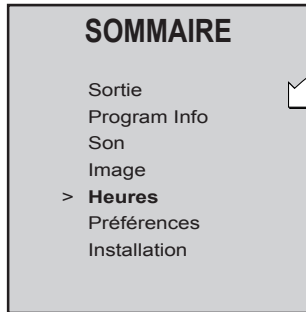 SOMMAIRE
Sortie
Program Info
Son
Image
> Heures
Préférences
Installation